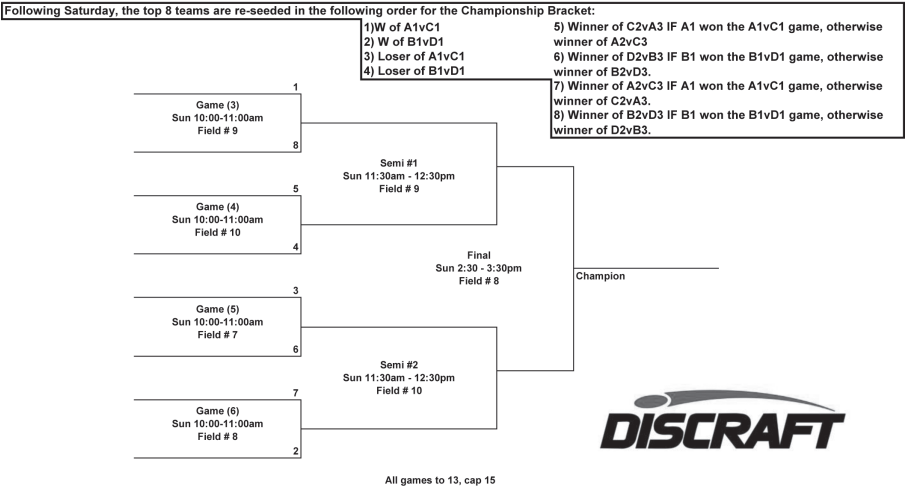 Following Saturday, the top 8 teams are re-seeded in the following order for the Championship Bracket:
1)W of A1vC1
2) W of B1vD1
3) Loser of A1vC1
4) Loser of B1vD1
5) Winner of C2vA3 IF A1 won the A1vC1 game, otherwise
winner of A2vC3
6) Winner of D2vB3 IF B1 won the B1vD1 game, otherwise
winner of B2vD3.
7) Winner of A2vC3 IF A1 won the A1vC1 game, otherwise
winner of C2vA3.
8) Winner of B2vD3 IF B1 won the B1vD1 game, otherwise
winner of D2vB3.
1
Game (3)
Sun 10:00-11:00am
Field # 9
8
Semi #1
Sun 11:30am - 12:30pm
Field # 9
5
Game (4)
Sun 10:00-11:00am
Field # 10
4
Final
Sun 2:30 - 3:30pm
Field # 8
Champion
3
Game (5)
Sun 10:00-11:00am
Field # 7
6
Semi #2
Sun 11:30am - 12:30pm
Field # 10
7
Game (6)
Sun 10:00-11:00am
Field # 8
2
DISCRAFT
All games to 13, cap 15